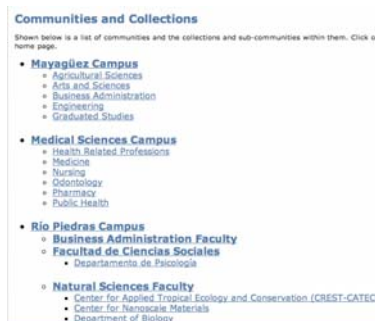 Communities and Collections
Shown below is a list of communities and the collections and sub-communities within them. Click o
home page.
Mayagüez Campus
Agricultural Sciences
Arts and Sciences
Business Administration
Engineering
Graduated Studies
Medical Sciences Campus
Health Related Professions
Medicine
Nursing
Odontology
Pharmacy
Public Health
Río Piedras Campus
Business Administration Faculty
Facultad de Ciencias Sociales
Departamento de Psicología
Natural Sciences Faculty
Center for Applied Tropical Ecology and Conservation (CREST-CATEC
Center for Nanoscale Materials
Department of Biology